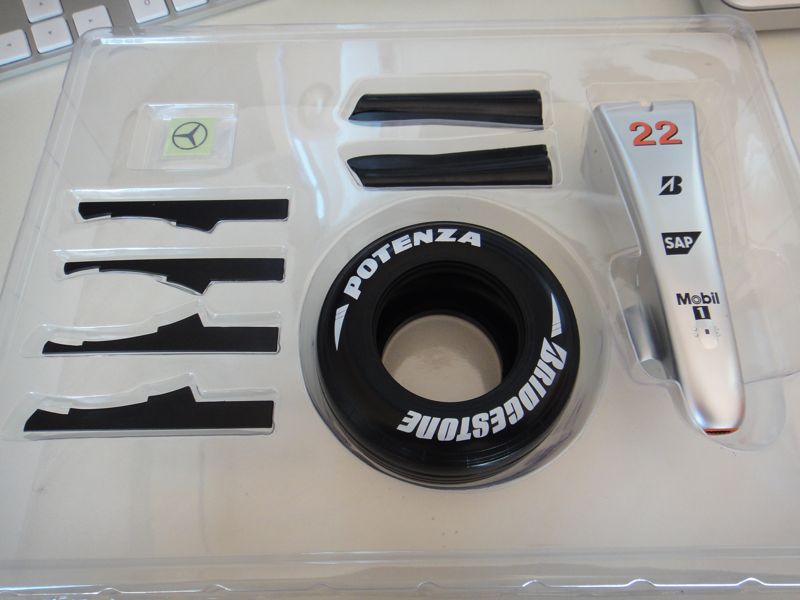 22
SAP
Mobil
1
POTENZA
BRIDGESTONE